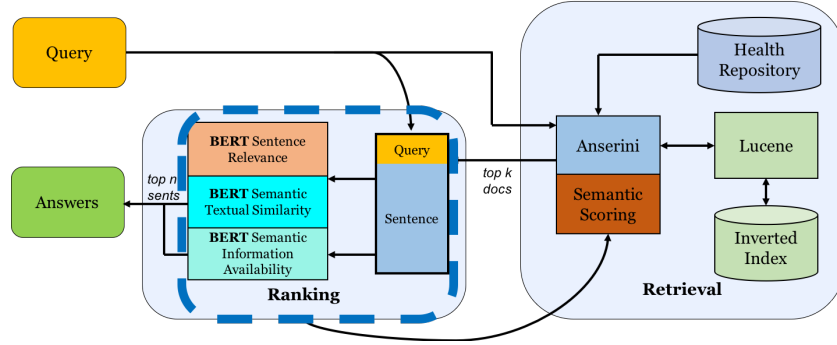 Query
Health
Repository
BERT Sentence
Relevance
Query
Anserini
Lucene
top k
docs
top n
sents
Answers
BERT Semantic
Textual Similarity
Sentence
Semantic
Scoring
BERT Semantic
Information
Availability
Inverted
Index
Ranking
Retrieval